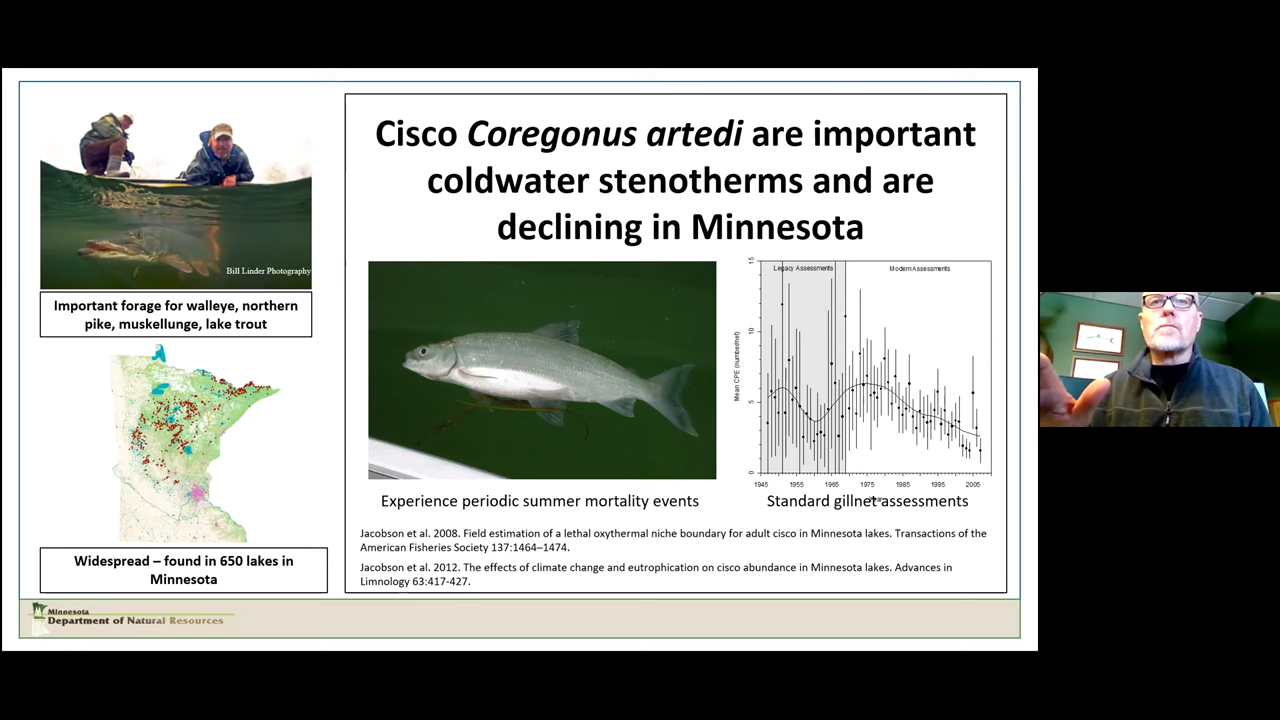 Cisco Coregonus artedi are important
coldwater stenotherms and are
declining in Minnesota
Bill Linder Photography
Important forage for walleye, northern
pike, muskellunge, lake trout
Widespread – found in 650 lakes in
Minnesota
Experience periodic summer mortality events
15
10
5
0
Mean CPE (number/net)
Legacy Assessments
Modern Assessments
1945 1955 1965 1975 1985 1995 2005
Standard gillnet assessments
Jacobson et al. 2008. Field estimation of a lethal oxythermal niche boundary for adult cisco in Minnesota lakes. Transactions of the
American Fisheries Society 137:1464–1474.
Jacobson et al. 2012. The effects of climate change and eutrophication on cisco abundance in Minnesota lakes. Advances in
Limnology 63:417-427.
Minnesota
Department of Natural Resources